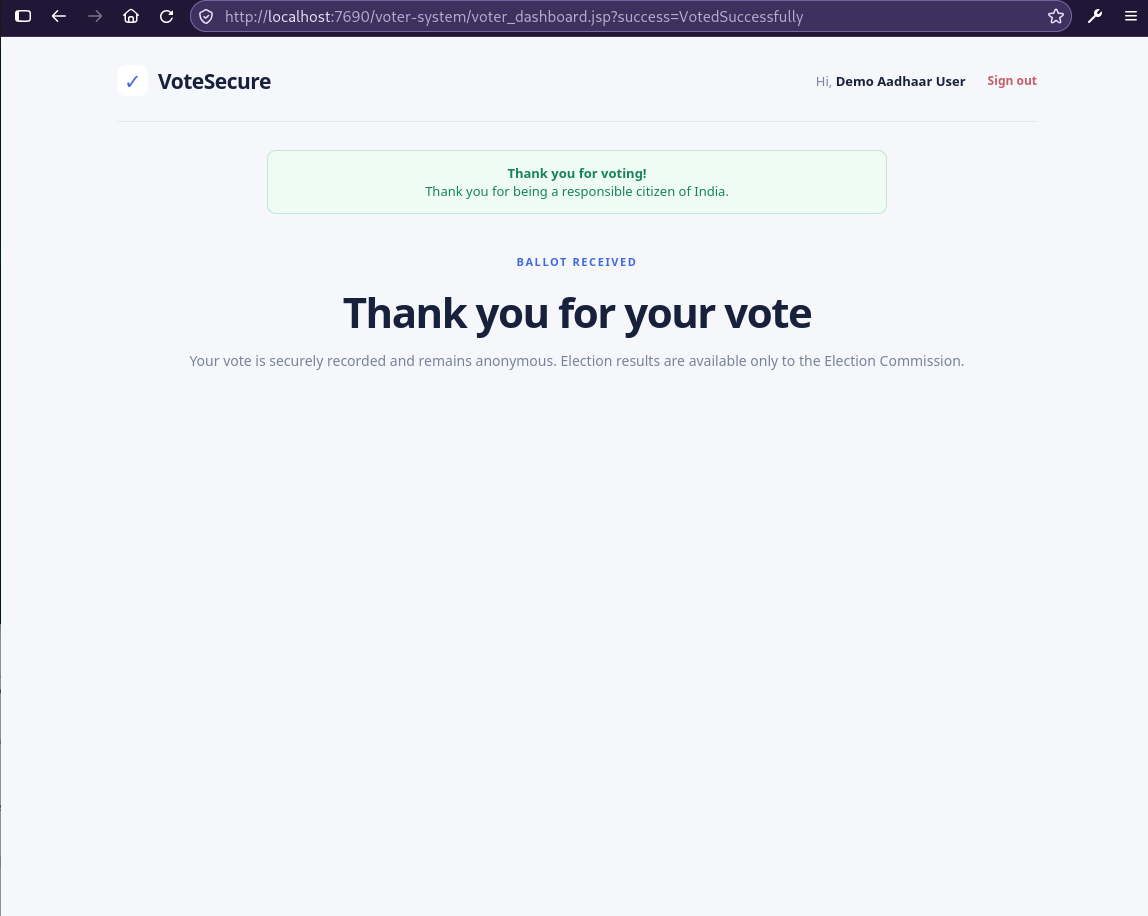 http://localhost:7690/voter-system/voter_dashboard.jsp?success=VotedSuccessfully
✓ VoteSecure
Hi, Demo Aadhaar User Sign out
Thank you for voting!
Thank you for being a responsible citizen of India.
BALLOT RECEIVED
Thank you for your vote
Your vote is securely recorded and remains anonymous. Election results are available only to the Election Commission.